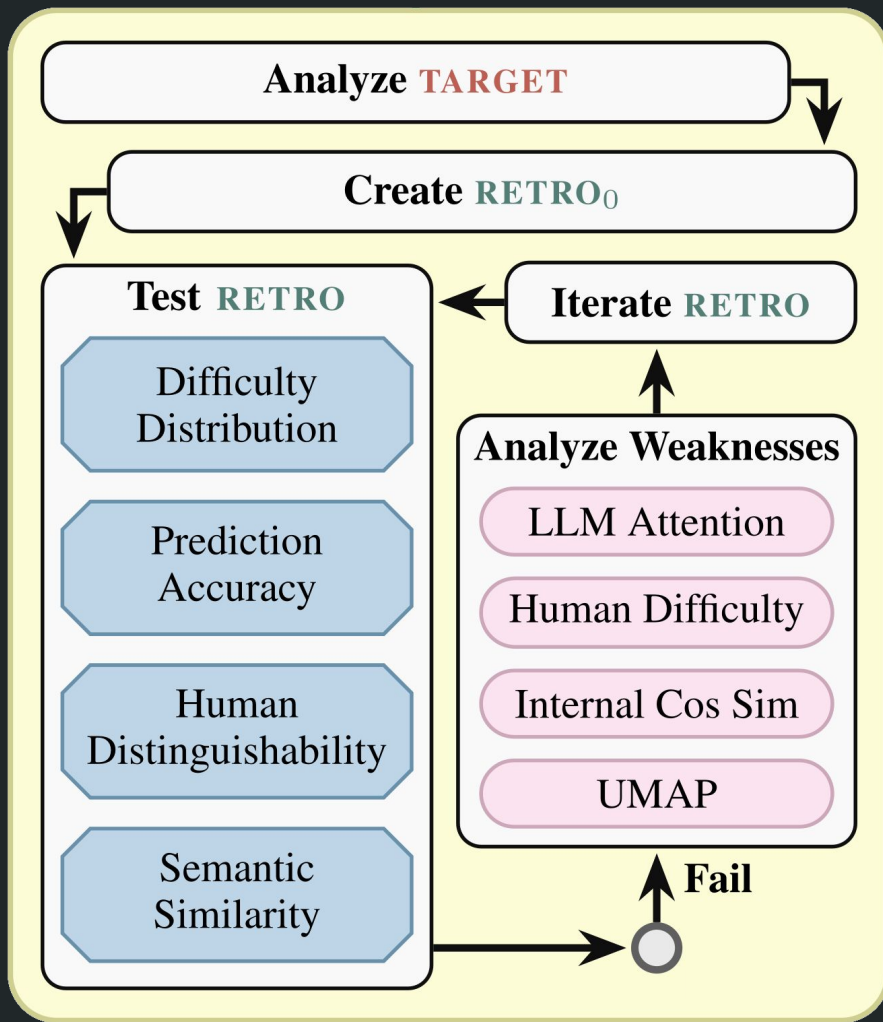 Analyze TARGET
Create RETRO₀
Test RETRO
Difficulty
Distribution
Prediction
Accuracy
Human
Distinguishability
Semantic
Similarity
Iterate RETRO
Analyze Weaknesses
LLM Attention
Human Difficulty
Internal Cos Sim
UMAP
Fail